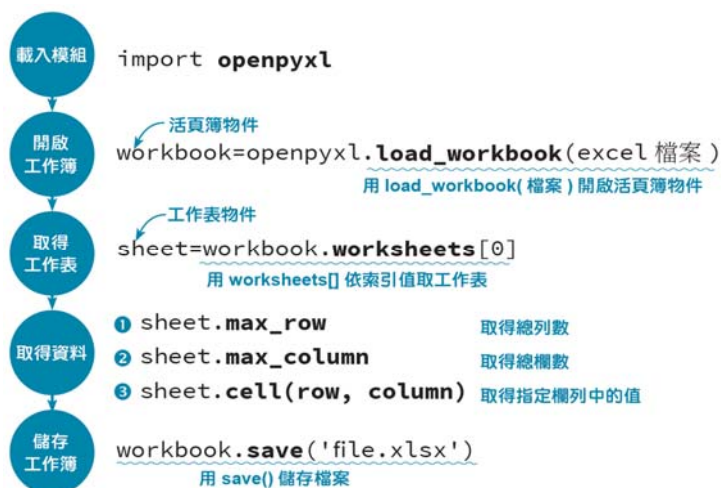 載入模組
import openpyxl
活頁簿物件
開啟
工作簿
workbook=openpyxl.load_workbook(excel 檔案 )
用 load_workbook( 檔案 ) 開啟活頁簿物件
工作表物件
取得
工作表
sheet=workbook.worksheets[0]
用 worksheets[] 依索引值取工作表
取得資料
❶ sheet.max_row 取得總列數
❷ sheet.max_column 取得總欄數
❸ sheet.cell(row, column) 取得指定欄列中的值
儲存
工作簿
workbook.save('file.xlsx')
用 save() 儲存檔案